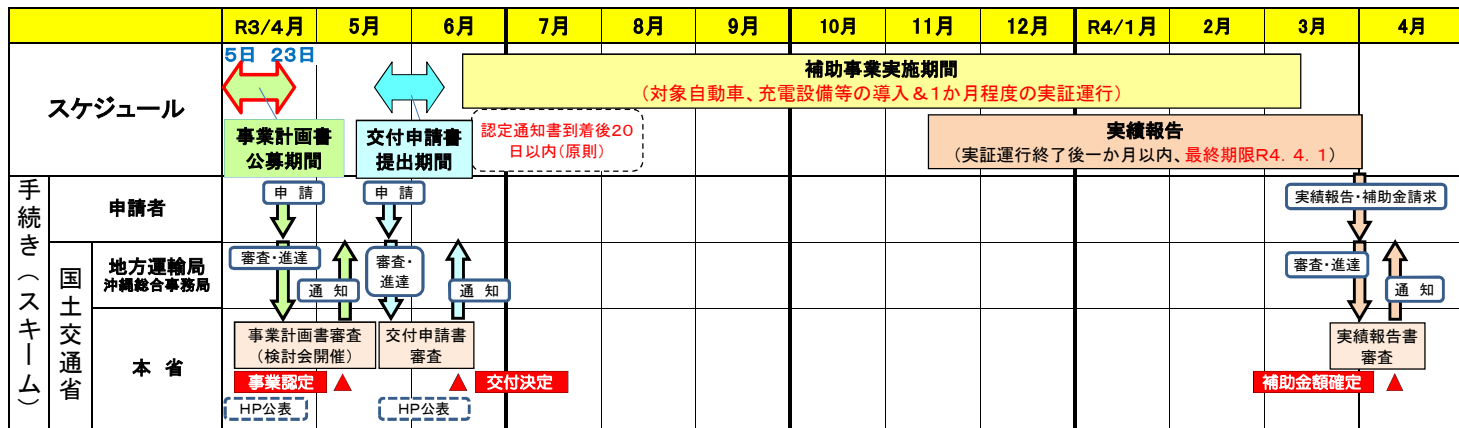 R3/4月 5月 6月 7月 8月 9月 10月 11月 12月 R4/1月 2月 3月 4月
スケジュール
5日 23日
事業計画書
公募期間
交付申請書
提出期間
認定通知書到着後20
日以内(原則)
補助事業実施期間
(対象自動車、充電設備等の導入&1か月程度の実証運行)
実績報告
(実証運行終了後一か月以内、最終期限R4. 4. 1)
手続き(スキーム)
申請者
申 請
申 請
実績報告・補助金請求
国土交通省
地方運輸局
沖縄総合事務局
審査・進達
通 知
審査・
進達
通 知
審査・進達
通 知
本 省
事業計画書審査
(検討会開催)
交付申請書
審査
実績報告書
審査
事業認定 ▲
▲ 交付決定
補助金額確定 ▲
HP公表
HP公表